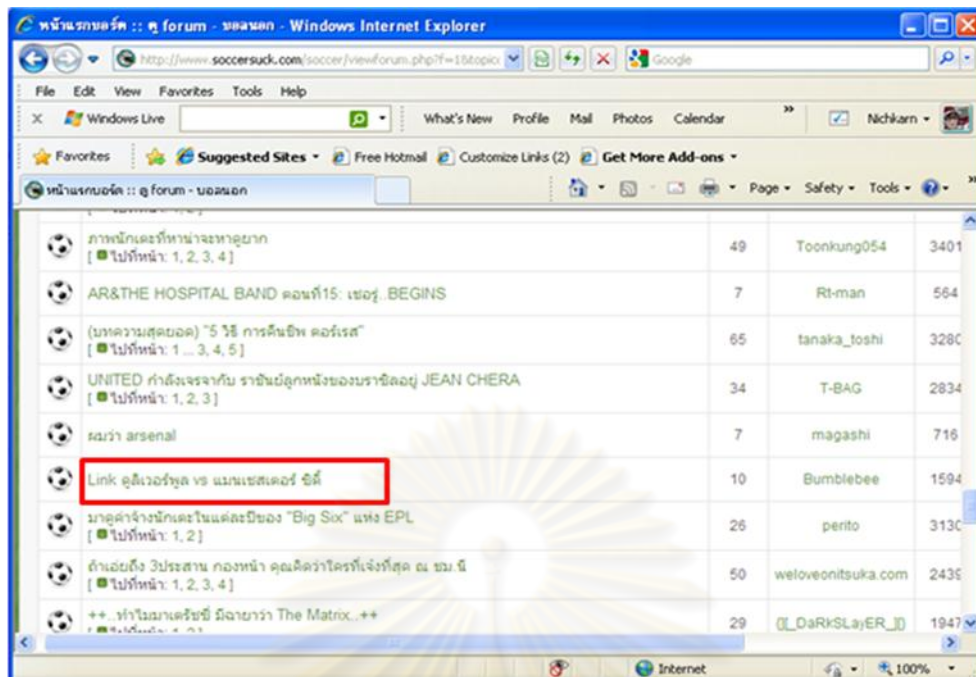 หน้าแรกบอร์ด :: ดู forum - บอลนอก - Windows Internet Explorer
http://www.soccersuck.com/soccer/viewforum.php?f=1&topic
Google
File Edit View Favorites Tools Help
x Windows Live What's New Profile Mail Photos Calendar » Nichkarn
Favorites Suggested Sites Free Hotmail Customize Links (2) Get More Add-ons
หน้าแรกบอร์ด :: ดู forum - บอลนอก Page Safety Tools »
ภาพนักเตะที่หาน่าจะหาดูยาก 49 Toonkung054 3401
[ ไปที่หน้า: 1, 2, 3, 4 ]
AR&THE HOSPITAL BAND ตอนที่15: เชอรู่..BEGINS 7 Rt-man 564
(บทความสุดยอด) "5 วิธี การคืนชีพ ตอร์เรส" 65 tanaka_toshi 3280
[ ไปที่หน้า: 1 ... 3, 4, 5 ]
UNITED กำลังเจรจากับ ราชันย์ลูกหนังของบราซิลอยู่ JEAN CHERA 34 T-BAG 2834
[ ไปที่หน้า: 1, 2, 3 ]
ผมว่า arsenal 7 magashi 716
Link ดูลิเวอร์พูล vs แมนเชสเตอร์ ซิตี้ 10 Bumblebee 1594
มาดูค่าจ้างนักเตะในแต่ละปีของ "Big Six" แห่ง EPL 26 perito 3130
[ ไปที่หน้า: 1, 2 ]
ถ้าเอ่ยถึง 3ประสาน กองหน้า คุณคิดว่าใครที่เจ๋งที่สุด ณ ชม.นี้ 50 weloveonitsuka.com 2439
[ ไปที่หน้า: 1, 2, 3, 4 ]
++..ทำไมมาเตรัซซี่ มีฉายาว่า The Matrix..++ 29 1947
Internet 100%